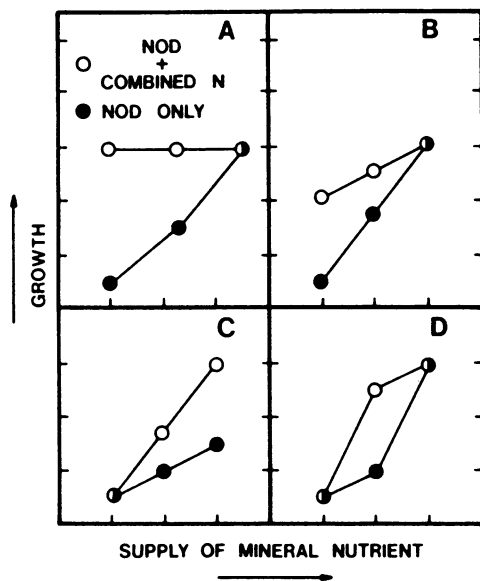 A
NOD
+
COMBINED N
NOD ONLY
B
GROWTH
C
D
SUPPLY OF MINERAL NUTRIENT